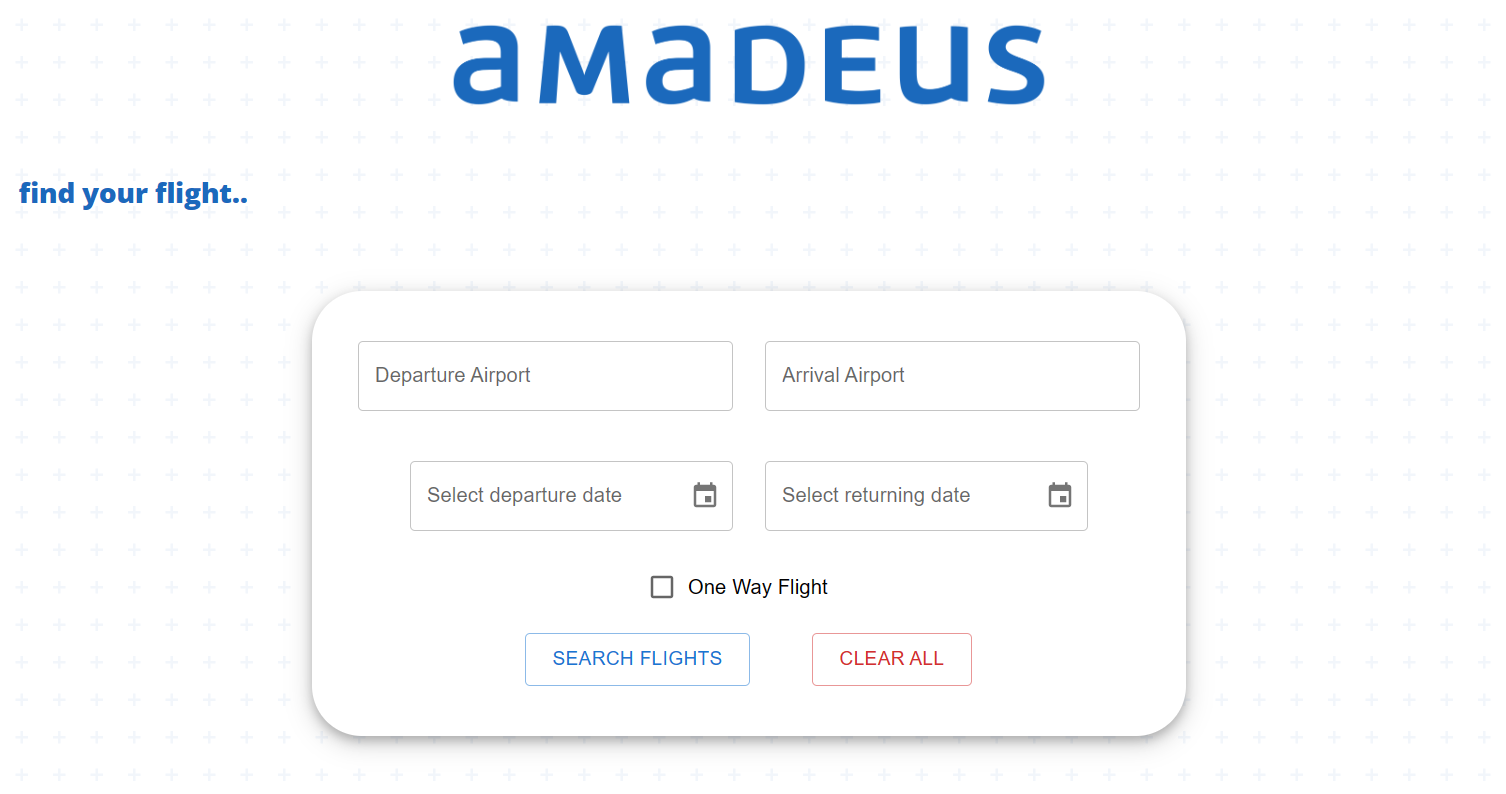 amadeus
find your flight..
Departure Airport
Arrival Airport
Select departure date
Select returning date
One Way Flight
SEARCH FLIGHTS
CLEAR ALL